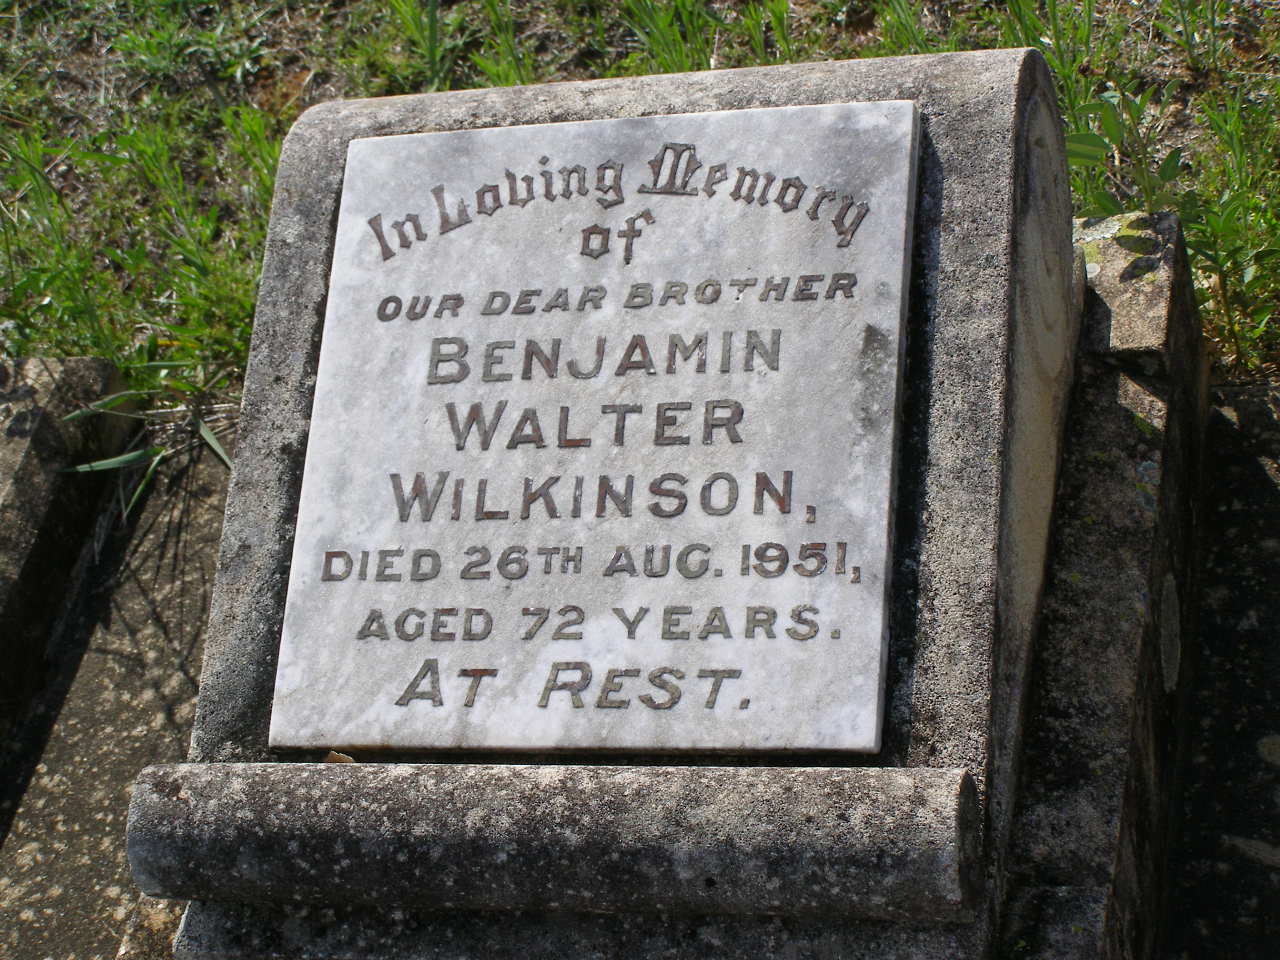 In Loving Memory
of
OUR DEAR BROTHER
BENJAMIN
WALTER
WILKINSON,
DIED 26TH AUG. 1951,
AGED 72 YEARS.
AT REST.